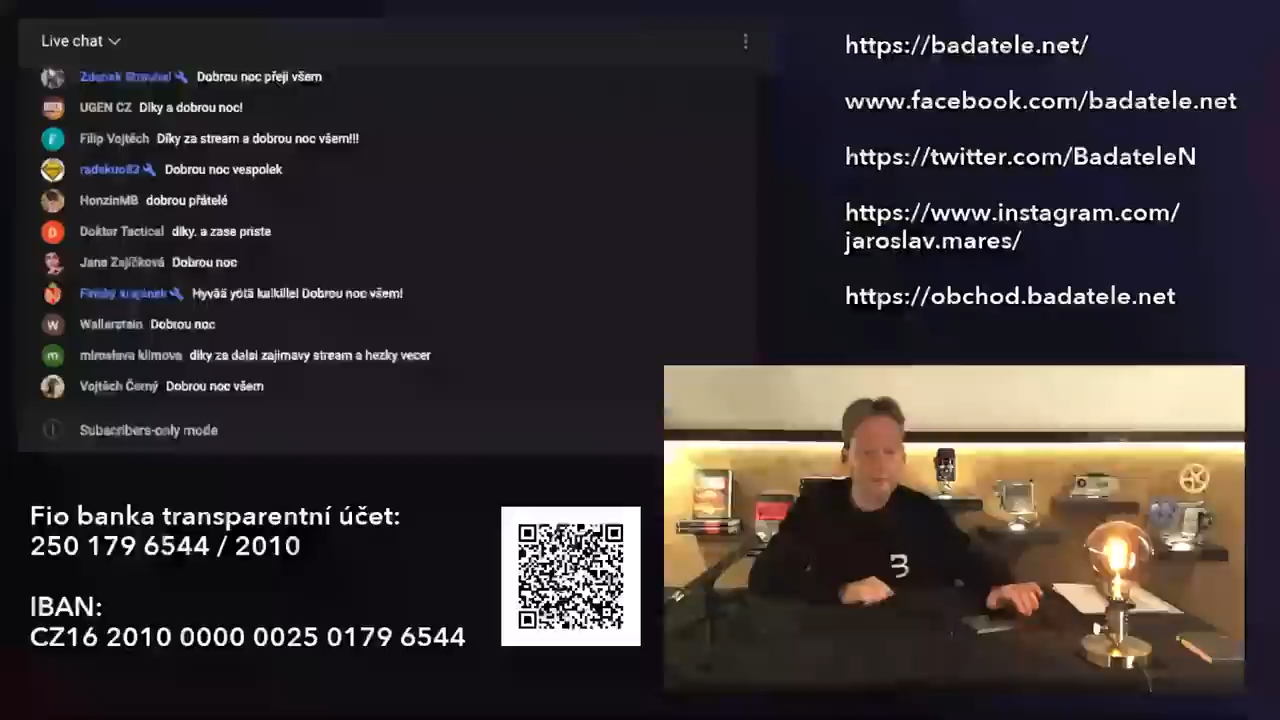 Live chat
Dobrou noc přeji všem
UGEN CZ Díky a dobrou noc!
Filip Vojtěch Díky za stream a dobrou noc všem!!!
radekuo83 Dobrou noc vespolek
HonzinMB dobrou přátelé
Doktor Tactical díky. a zase priste
Jana Zajíčková Dobrou noc
Hyvää yötä kaikille! Dobrou noc všem!
Wallerstein Dobrou noc
miroslava klimova diky za dalsi zajimavy stream a hezky vecer
Vojtěch Černý Dobrou noc všem
Subscribers-only mode
https://badatele.net/
www.facebook.com/badatele.net
https://twitter.com/BadateleN
https://www.instagram.com/
jaroslav.mares/
https://obchod.badatele.net
Fio banka transparentní účet:
250 179 6544 / 2010
IBAN:
CZ16 2010 0000 0025 0179 6544